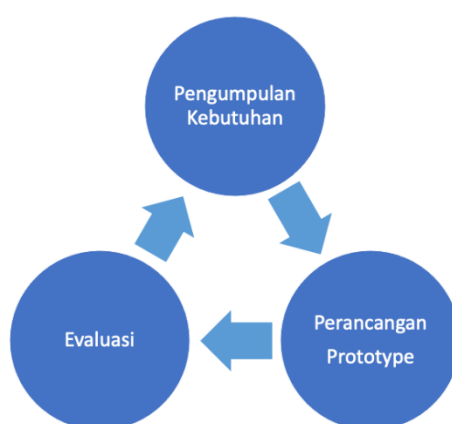 Pengumpulan
Kebutuhan
Perancangan
Prototype
Evaluasi